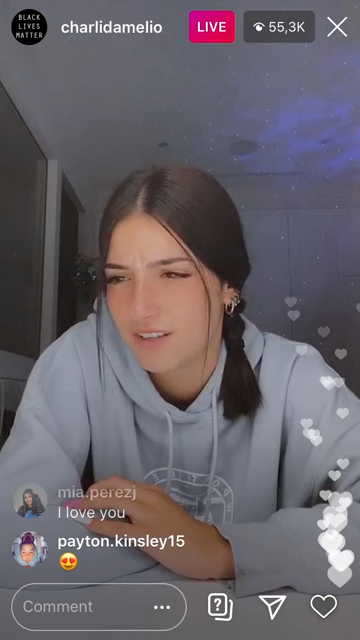 BLACK
LIVES
MATTER
charlidamelio
LIVE
55,3K
mia.perezj
I love you
payton.kinsley15
Comment